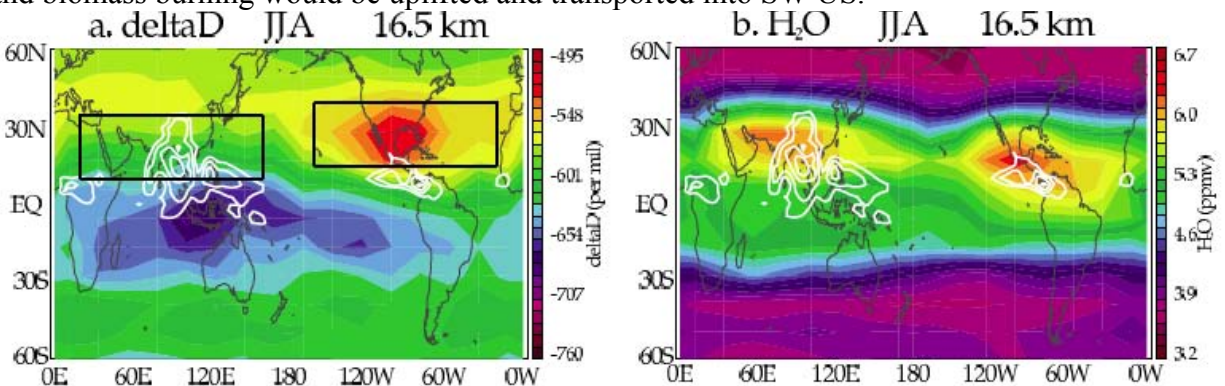 and biomass burning would be uplifted and transported into SW US.
a. deltaD JJA 16.5 km
b. H₂O JJA 16.5 km
60N
30N
EQ
30S
60S
0E 60E 120E 180 120W 60W 0W
-495
-548
-601
-654
-707
-760
deltaD (per mil)
60N
30N
EQ
30S
60S
0E 60E 120E 180 120W 60W 0W
6.7
6.0
5.3
4.6
3.9
3.2
H₂O (ppmv)